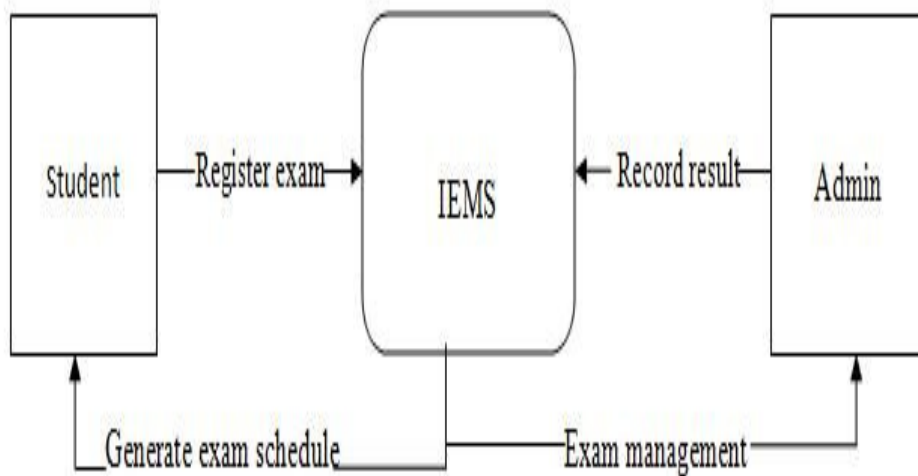 Student
Register exam
IEMS
Record result
Admin
Generate exam schedule
Exam management